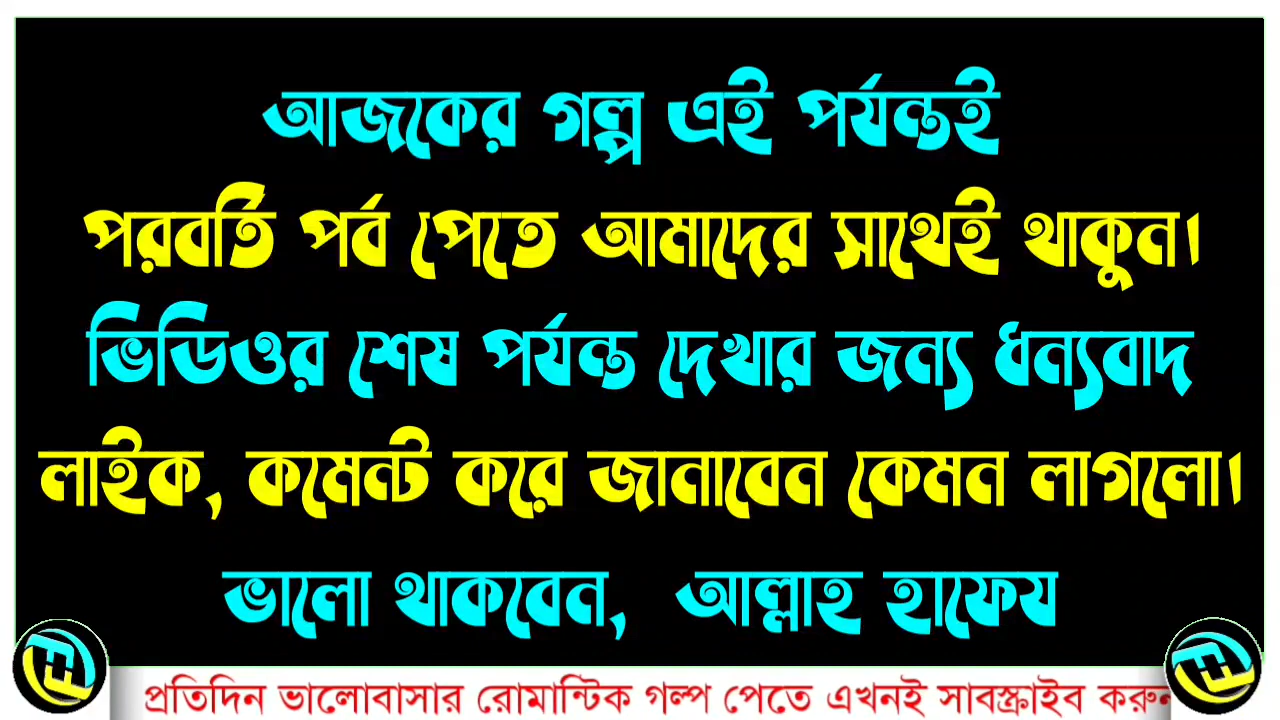 আজকের গল্প এই পর্যন্তই
পরবর্তি পর্ব পেতে আমাদের সাথেই থাকুন।
ভিডিওর শেষ পর্যন্ত দেখার জন্য ধন্যবাদ
লাইক, কমেন্ট করে জানাবেন কেমন লাগলো।
ভালো থাকবেন, আল্লাহ হাফেয
প্রতিদিন ভালোবাসার রোমান্টিক গল্প পেতে এখনই সাবস্ক্রাইব করুন